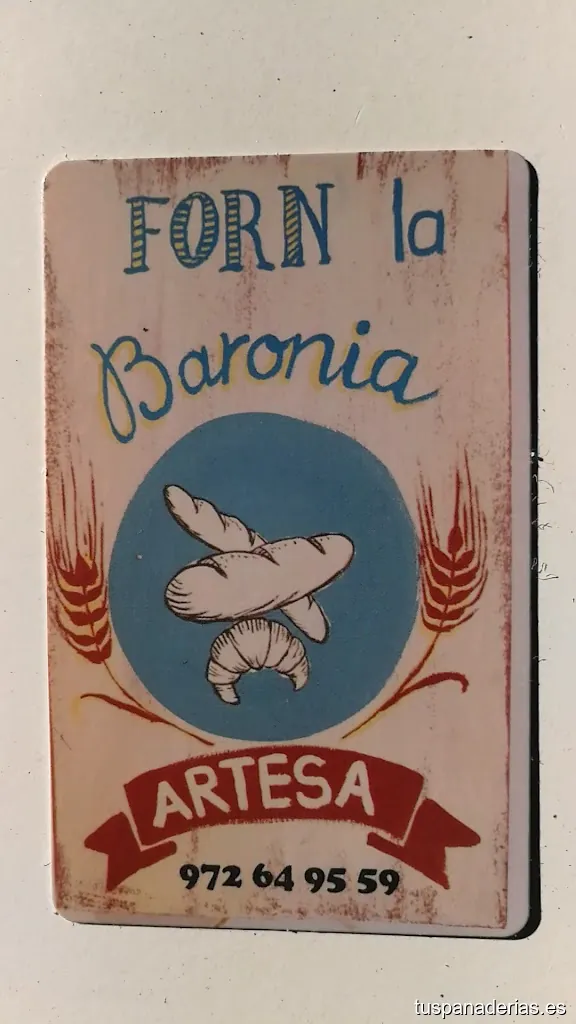 FORN la
Baronia
ARTESA
972 64 95 59
tuspanaderias.es